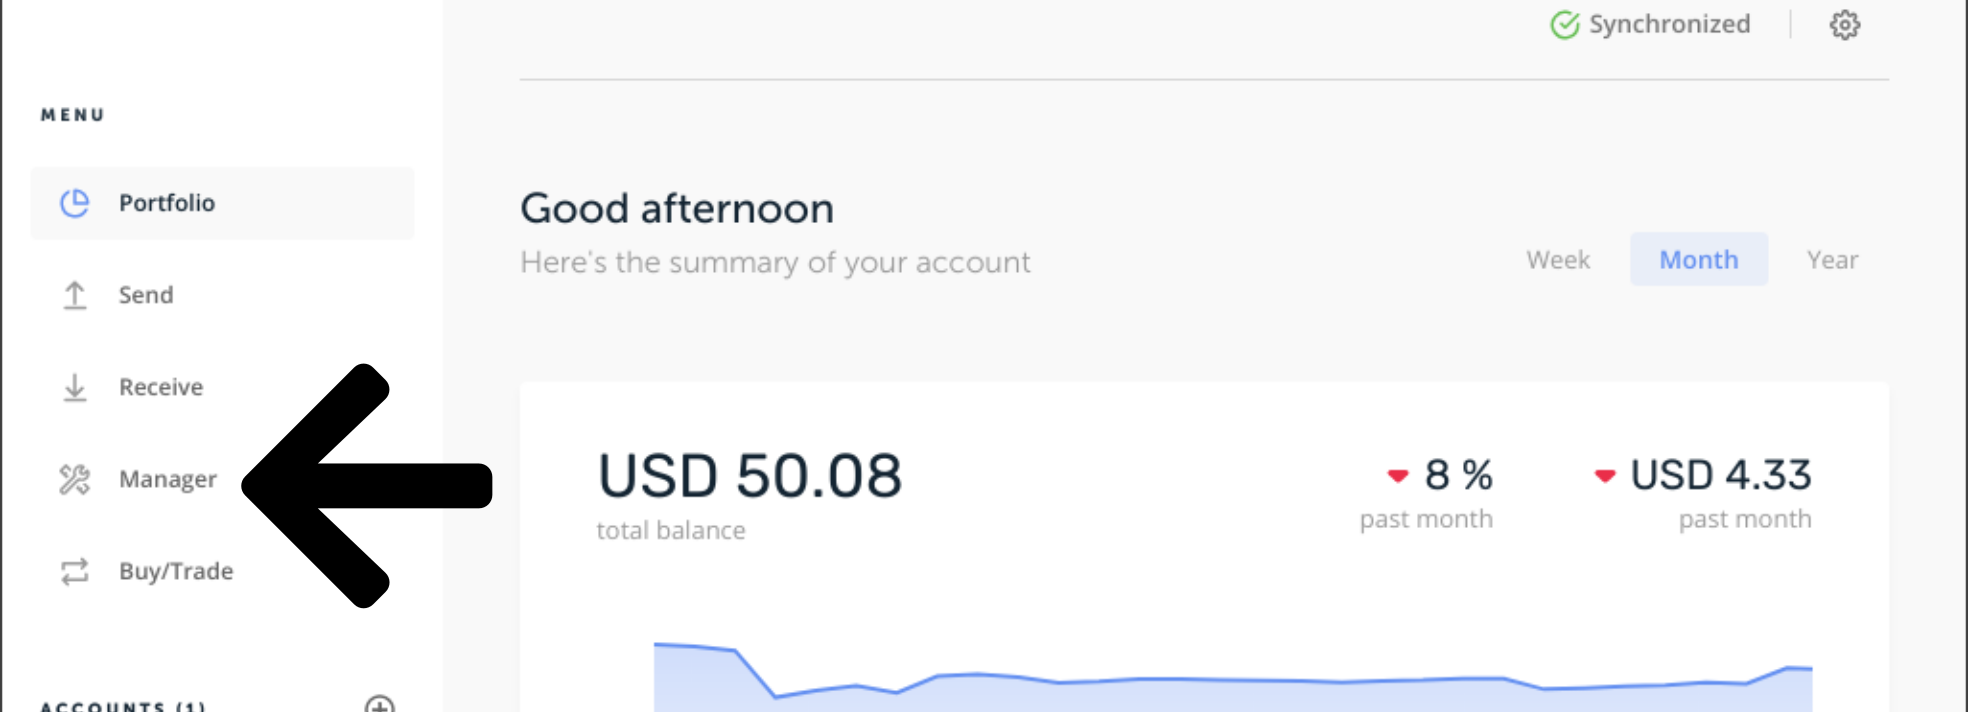 Synchronized
MENU
Portfolio
Send
Receive
Manager
Buy/Trade
ACCOUNTS (1)
Good afternoon
Here's the summary of your account
Week Month Year
USD 50.08
total balance
8 %
past month
USD 4.33
past month